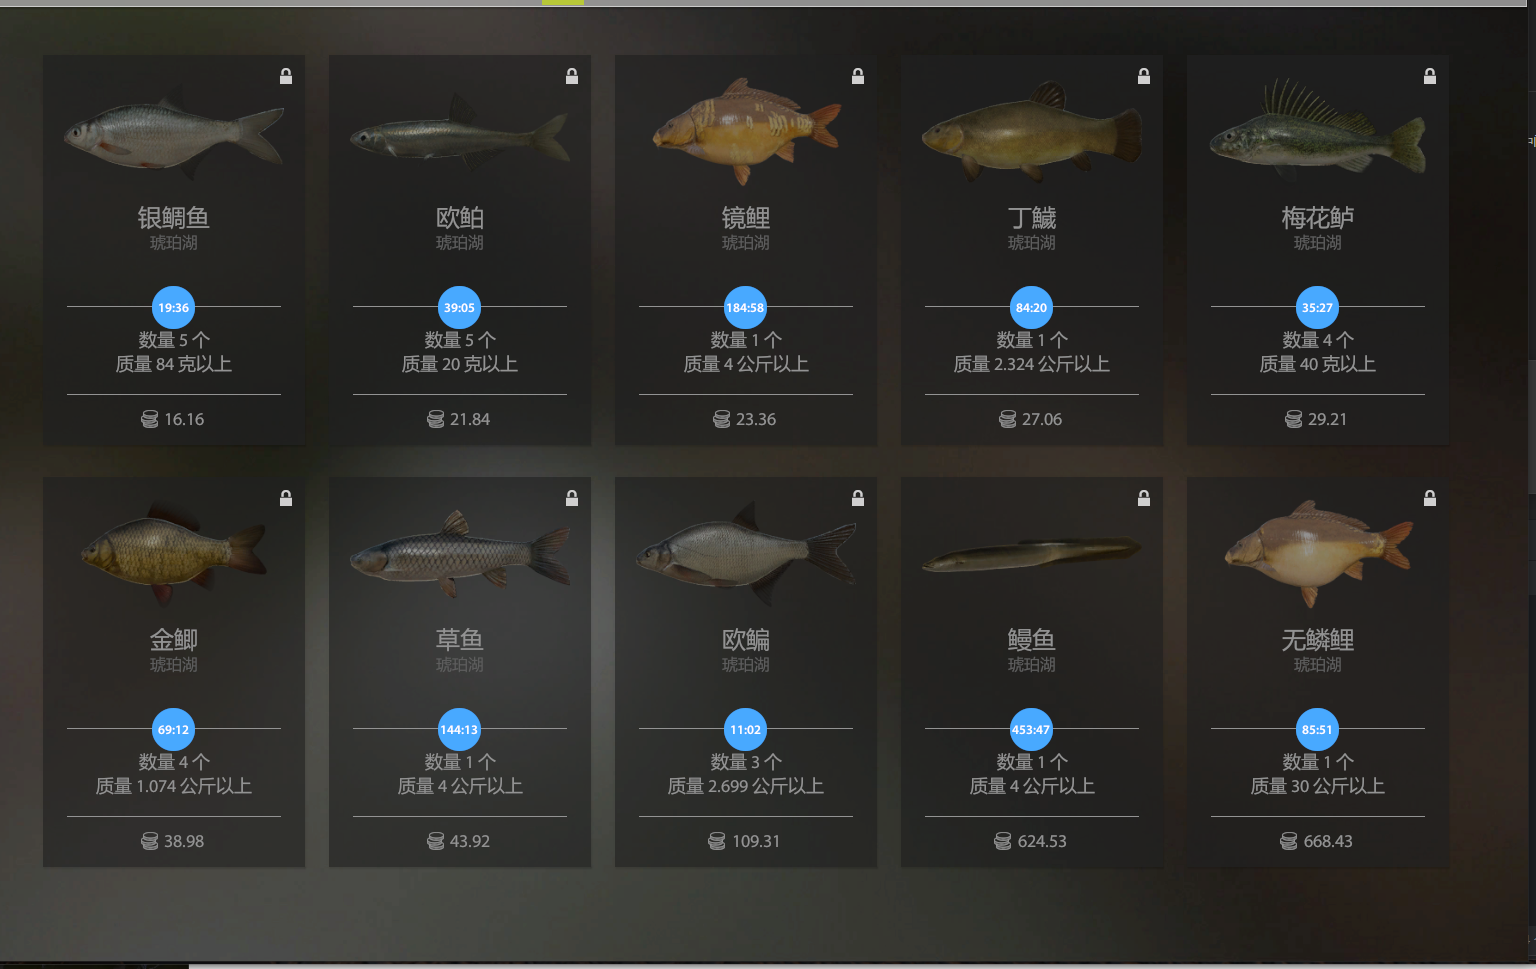 银鲷鱼
琥珀湖
19:36
数量 5 个
质量 84 克以上
16.16
欧鲌
琥珀湖
39:05
数量 5 个
质量 20 克以上
21.84
镜鲤
琥珀湖
184:58
数量 1 个
质量 4 公斤以上
23.36
丁鱥
琥珀湖
84:20
数量 1 个
质量 2.324 公斤以上
27.06
梅花鲈
琥珀湖
35:27
数量 4 个
质量 40 克以上
29.21
金鲫
琥珀湖
69:12
数量 4 个
质量 1.074 公斤以上
38.98
草鱼
琥珀湖
144:13
数量 1 个
质量 4 公斤以上
43.92
欧鳊
琥珀湖
11:02
数量 3 个
质量 2.699 公斤以上
109.31
鳗鱼
琥珀湖
453:47
数量 1 个
质量 4 公斤以上
624.53
无鳞鲤
琥珀湖
85:51
数量 1 个
质量 30 公斤以上
668.43